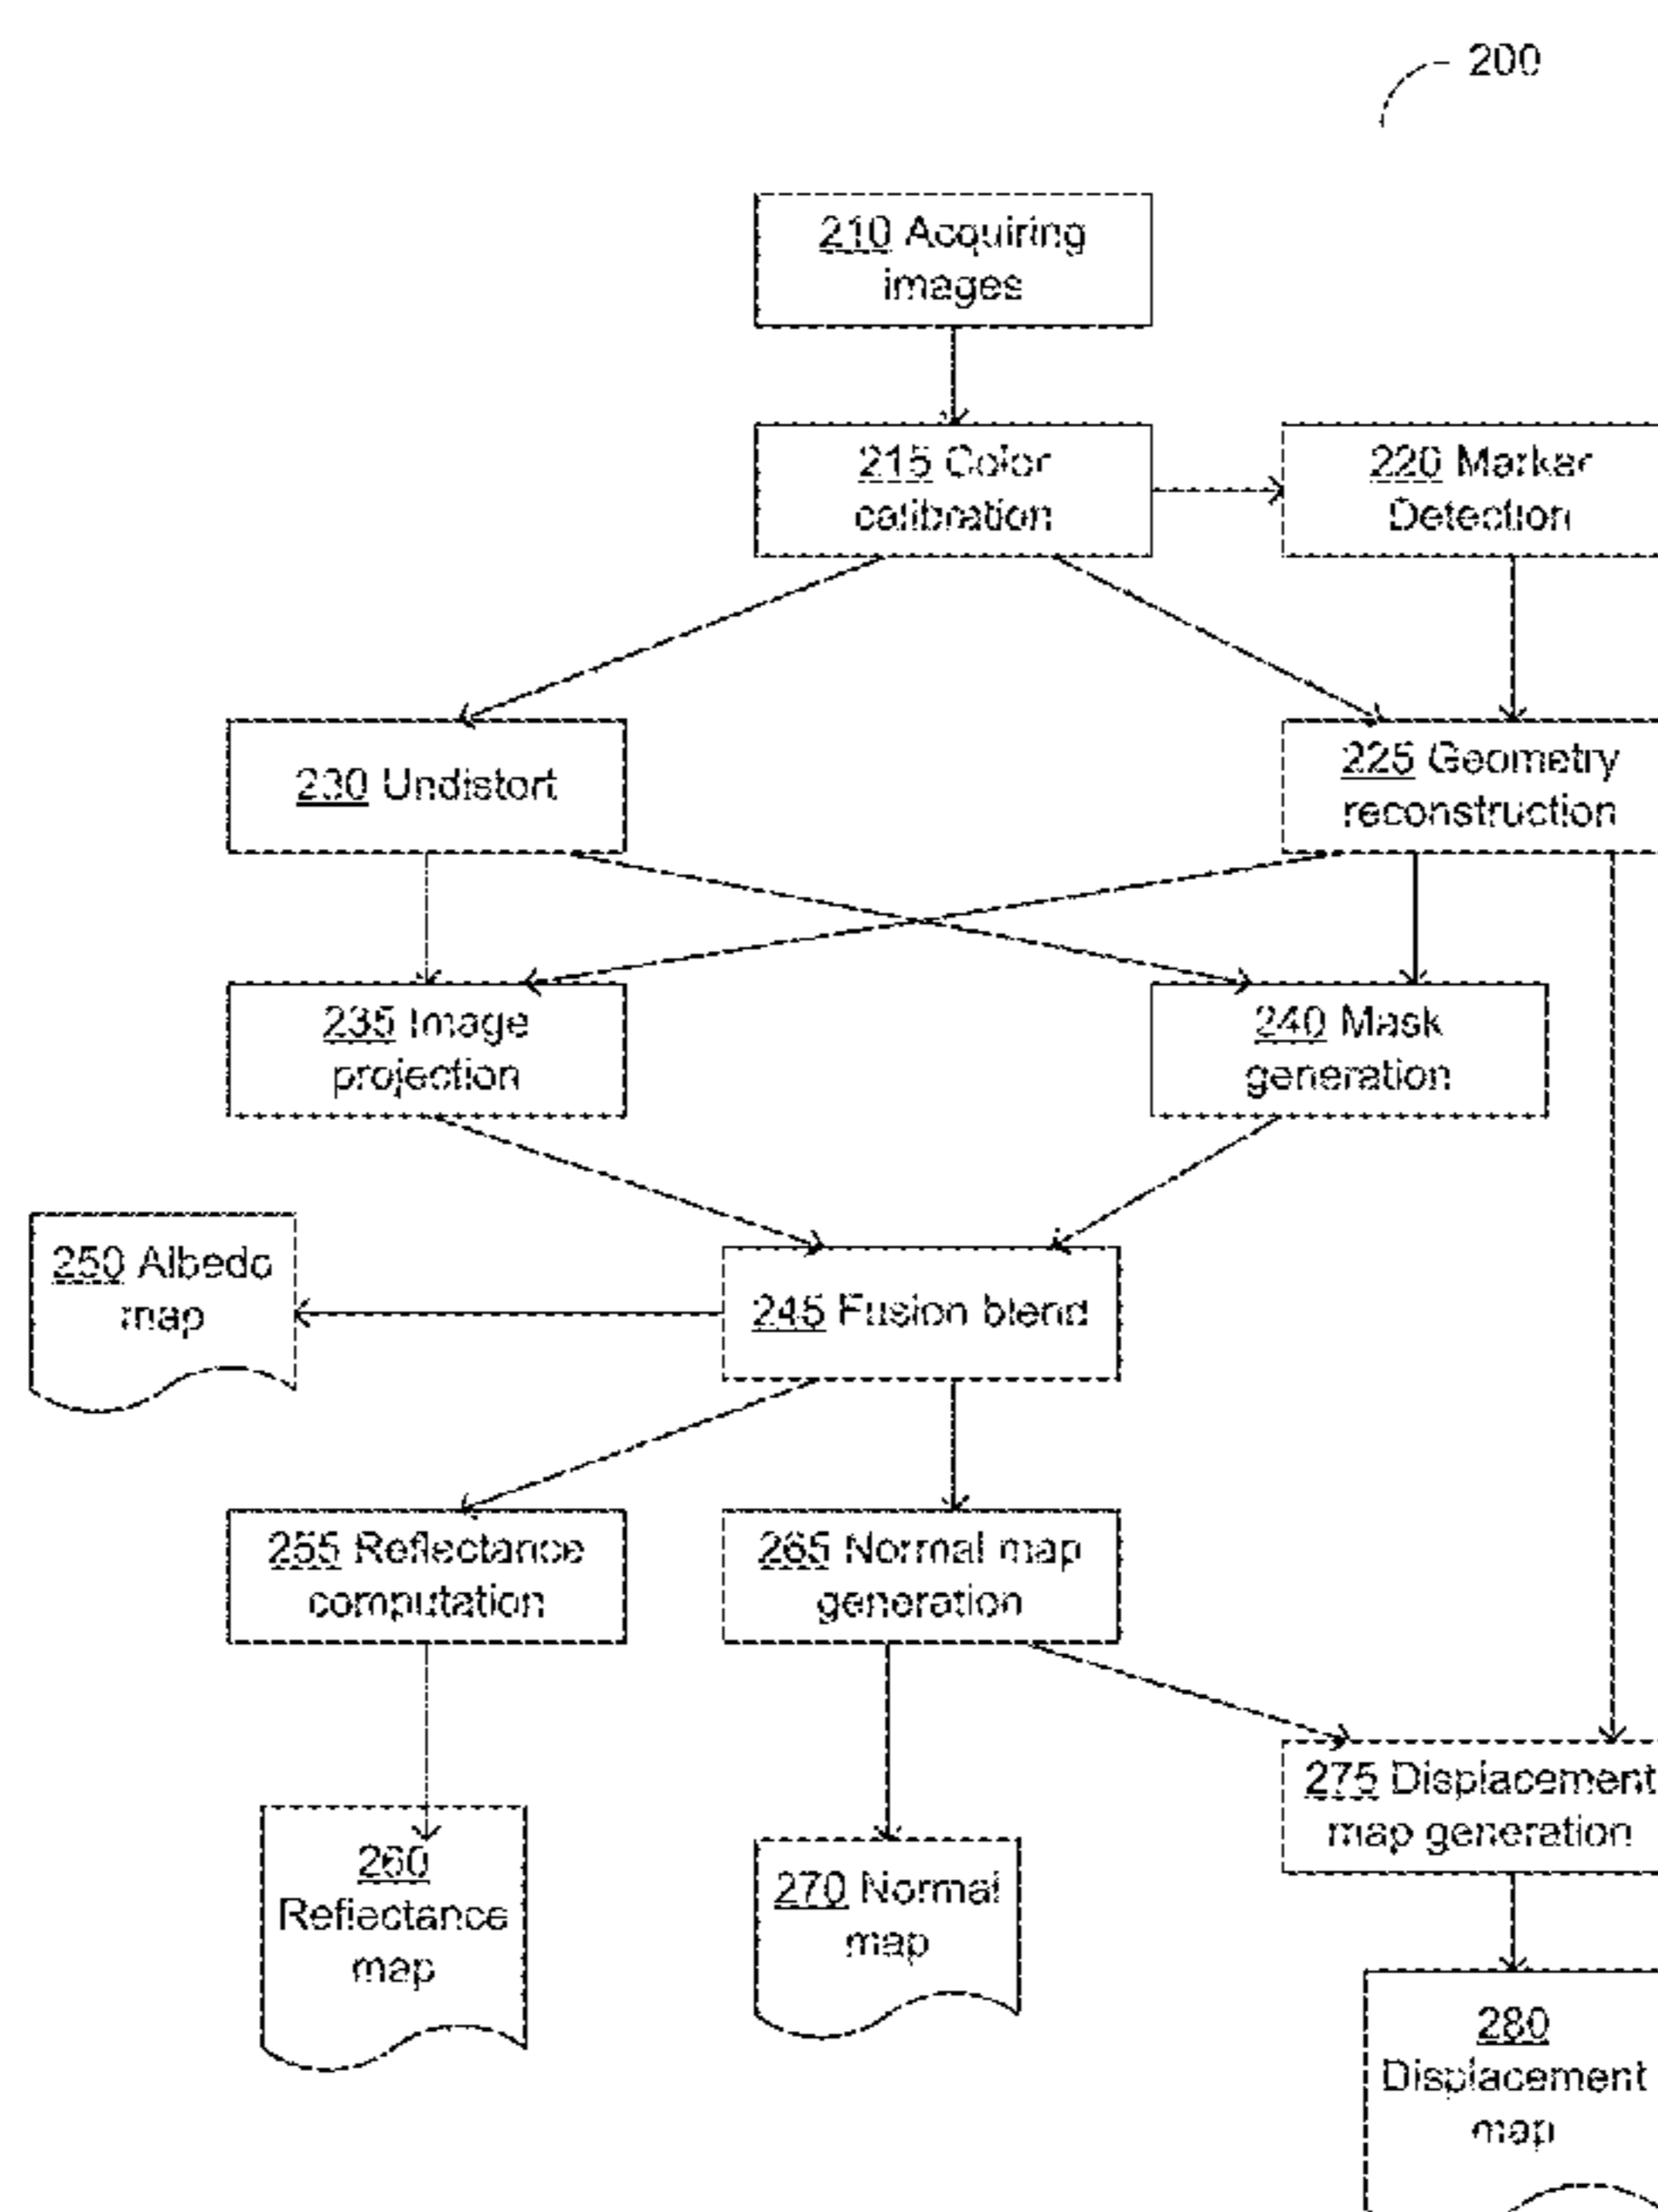 200
210 Acquiring
images
215 Color
calibration
220 Marker
Detection
230 Undistort
225 Geometry
reconstruction
235 Image
projection
240 Mask
generation
250 Albedo
map
245 Fusion blend
255 Reflectance
computation
265 Normal map
generation
275 Displacement
map generation
260
Reflectance
map
270 Normal
map
280
Displacement
map